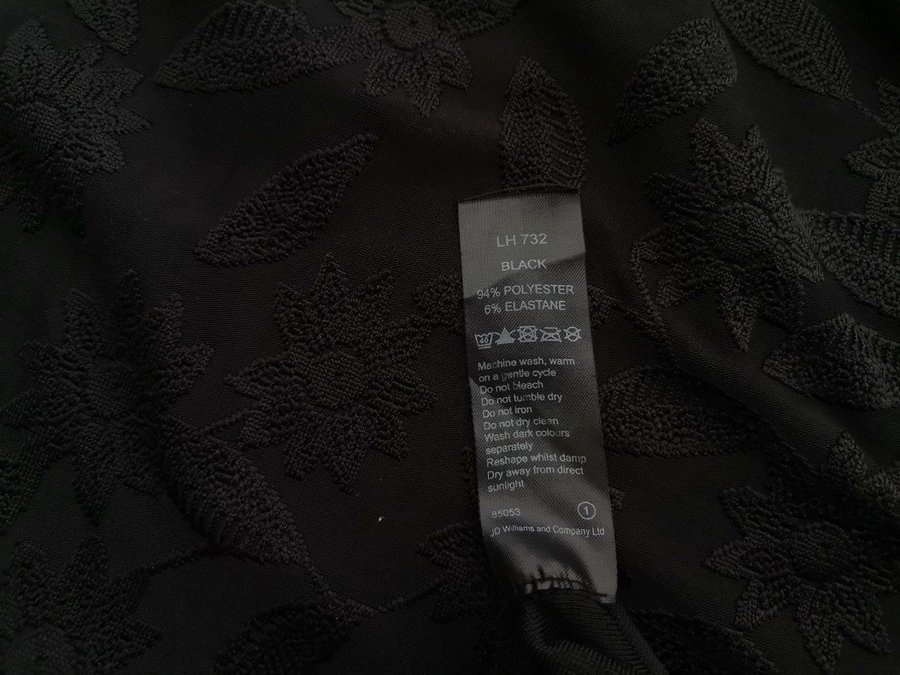 LH 732
BLACK
94% POLYESTER
6% ELASTANE
40
Machine wash, warm
on a gentle cycle
Do not bleach
Do not tumble dry
Do not iron
Do not dry clean
Wash dark colours
separately
Reshape whilst damp
Dry away from direct
sunlight
85053 1
JD Williams and Company Ltd